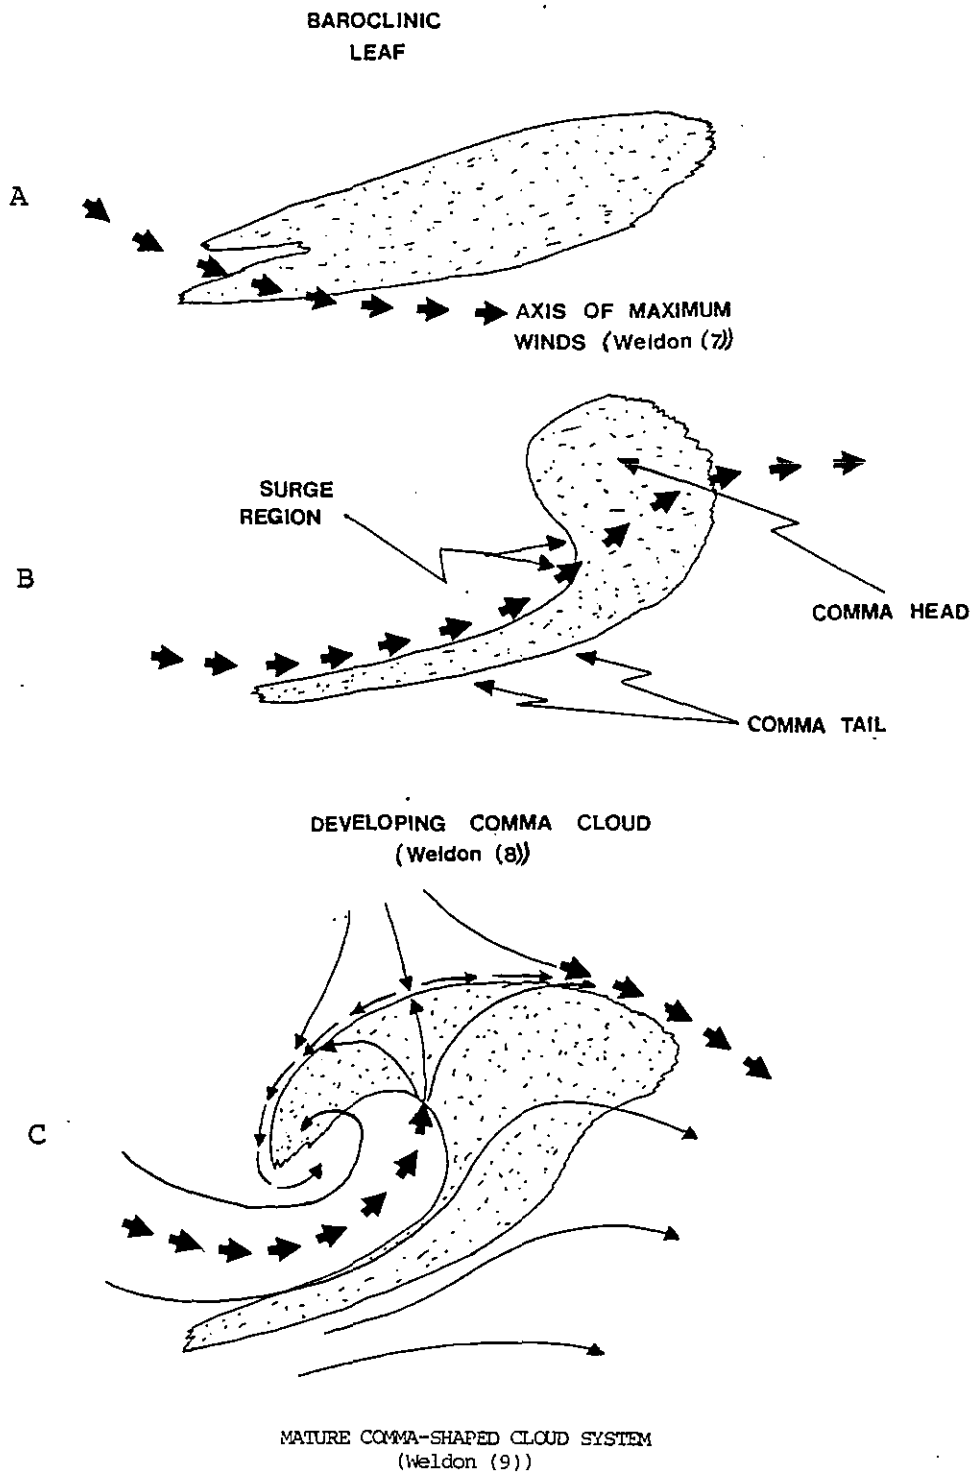 BAROCLINIC
LEAF
A
AXIS OF MAXIMUM
WINDS (Weldon (7))
SURGE
REGION
B
COMMA HEAD
COMMA TAIL
DEVELOPING COMMA CLOUD
(Weldon (8))
C
MATURE COMMA-SHAPED CLOUD SYSTEM
(Weldon (9))